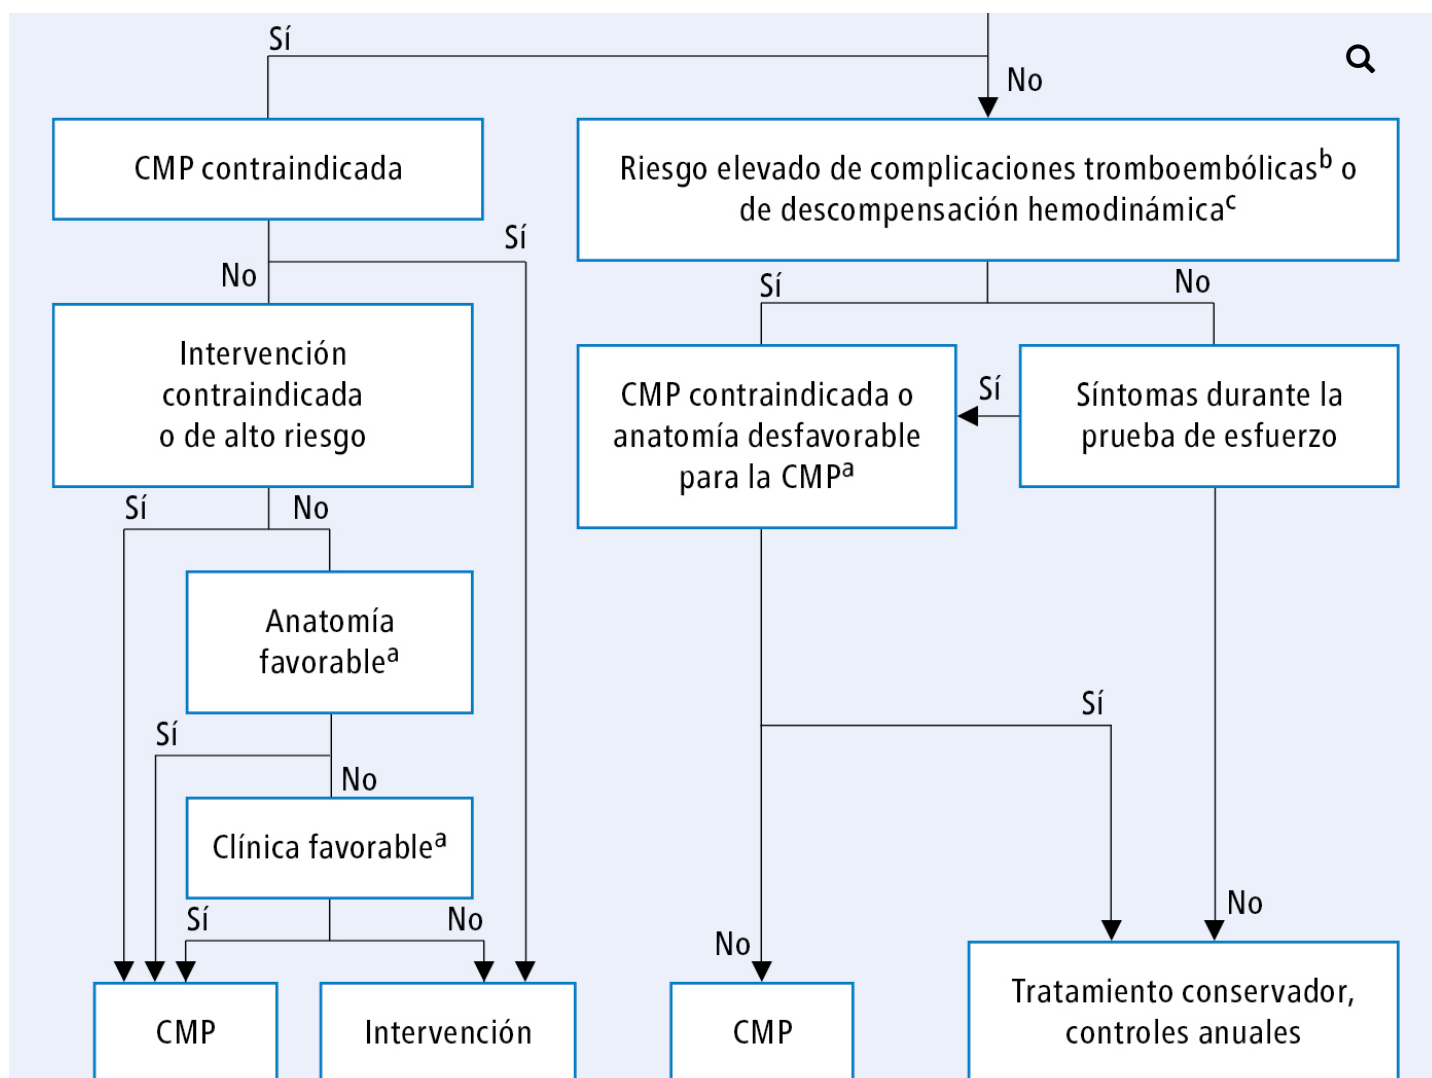 Sí
No
CMP contraindicada
Riesgo elevado de complicaciones tromboembólicasᵇ o
de descompensación hemodinámicaᶜ
Sí
No
Sí
No
Intervención
contraindicada
o de alto riesgo
CMP contraindicada o
anatomía desfavorable
para la CMPᵃ
Sí
Síntomas durante la
prueba de esfuerzo
Sí
No
Anatomía
favorableᵃ
Sí
Sí
No
Clínica favorableᵃ
Sí
No
No
No
CMP
Intervención
CMP
Tratamiento conservador,
controles anuales